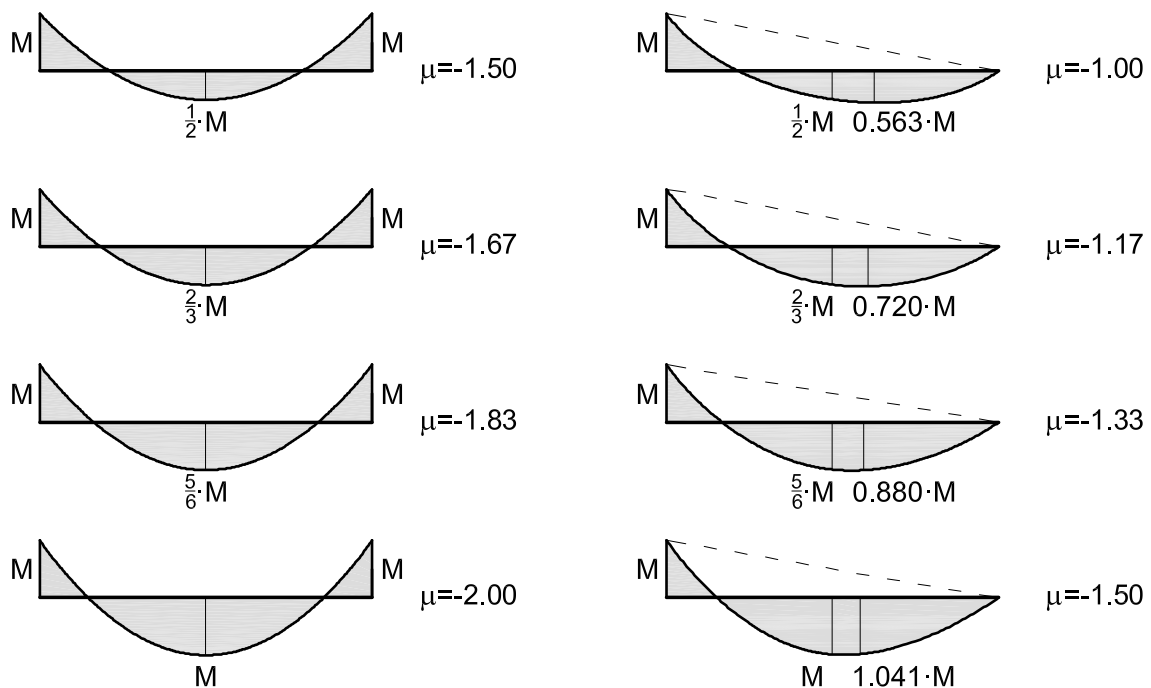 M M μ=-1.50 M μ=-1.00
½·M ½·M 0.563·M
M M μ=-1.67 M μ=-1.17
⅔·M ⅔·M 0.720·M
M M μ=-1.83 M μ=-1.33
⅚·M ⅚·M 0.880·M
M M μ=-2.00 M μ=-1.50
M M 1.041·M